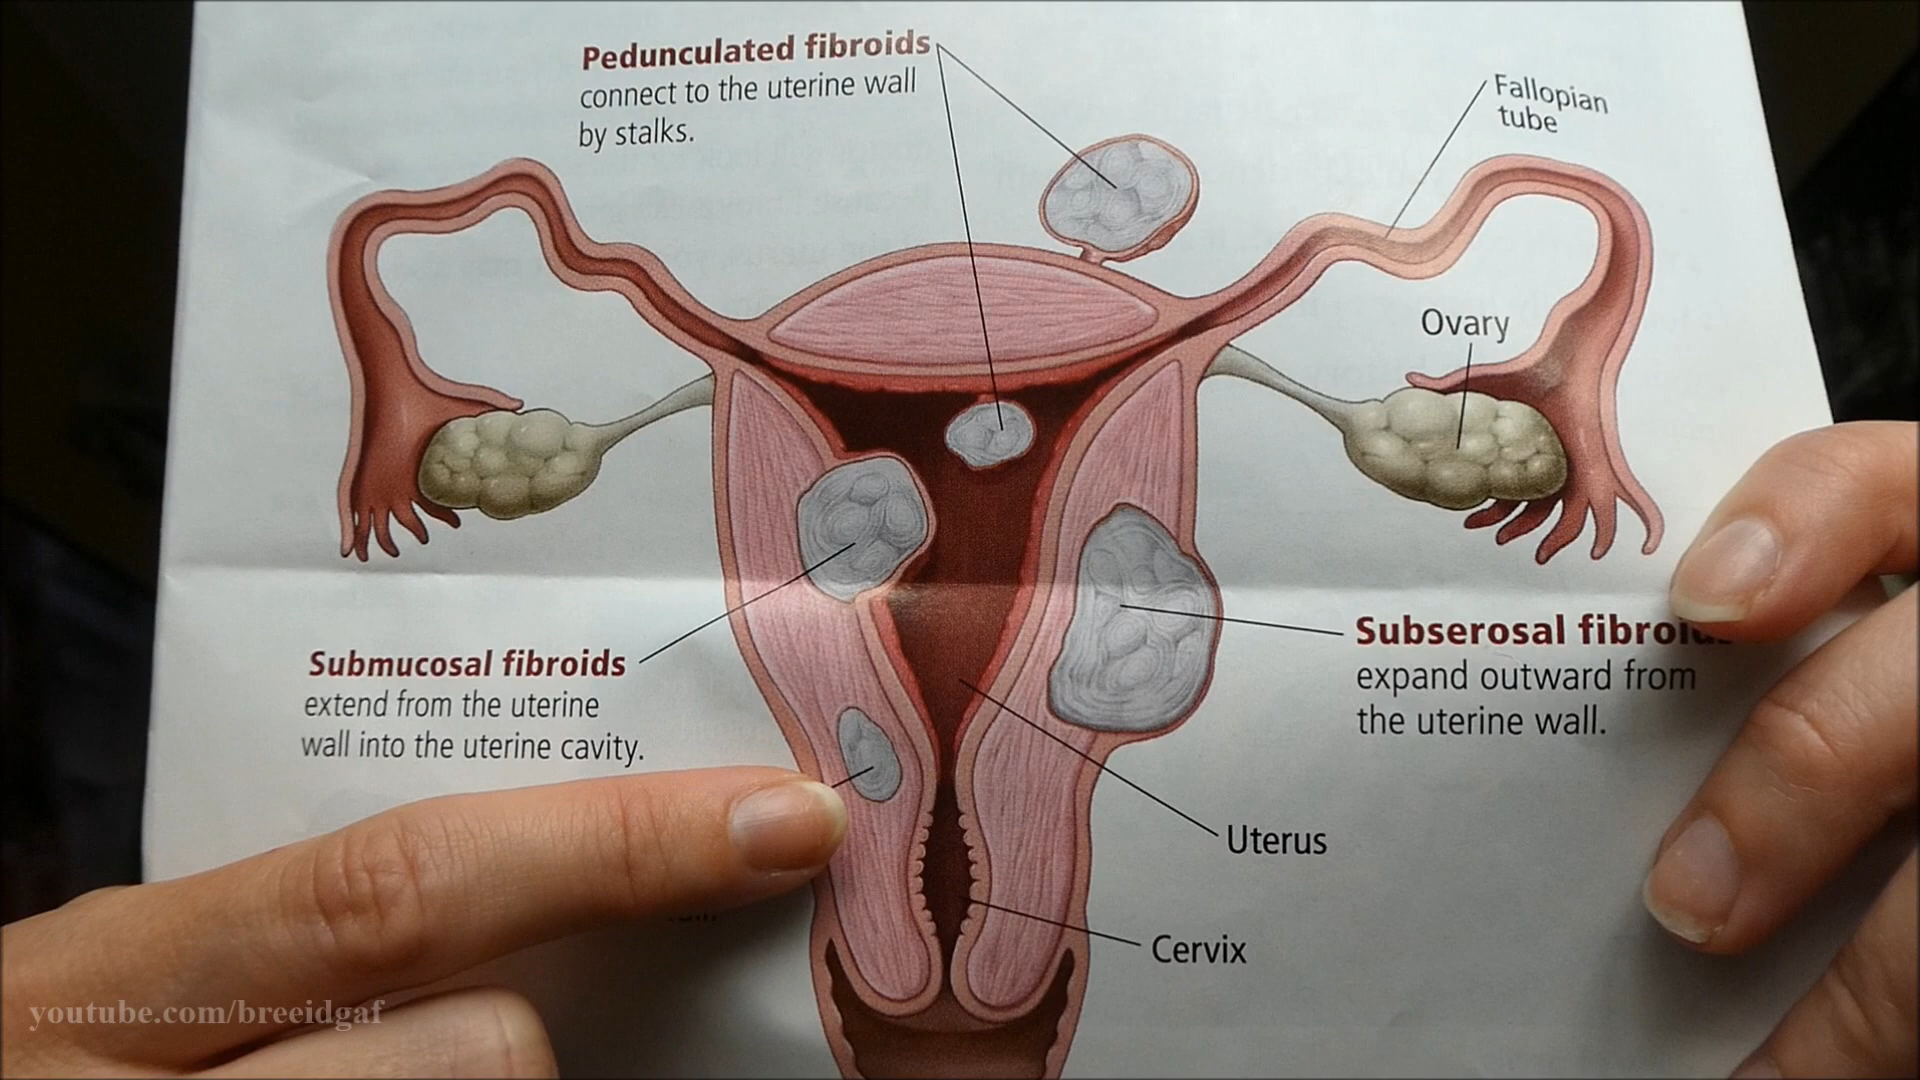 Pedunculated fibroids
connect to the uterine wall
by stalks.
Fallopian
tube
Ovary
Submucosal fibroids
extend from the uterine
wall into the uterine cavity.
Subserosal
expand outward from
the uterine wall.
Uterus
Cervix
youtube.com/breeidgaf